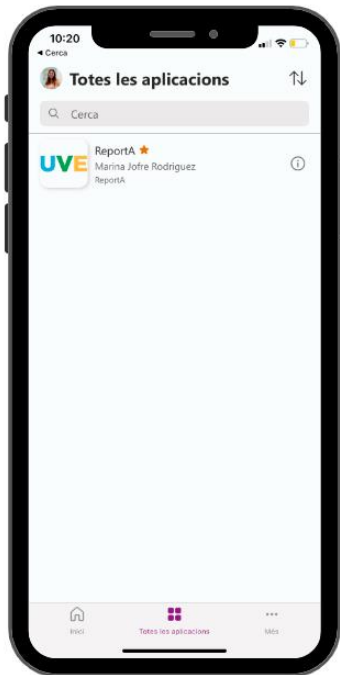 10:20
Cerca
Totes les aplicacions
Cerca
UVE
ReportA
Marina Jofre Rodriguez
ReportA
Inici
Totes les aplicacions
Més